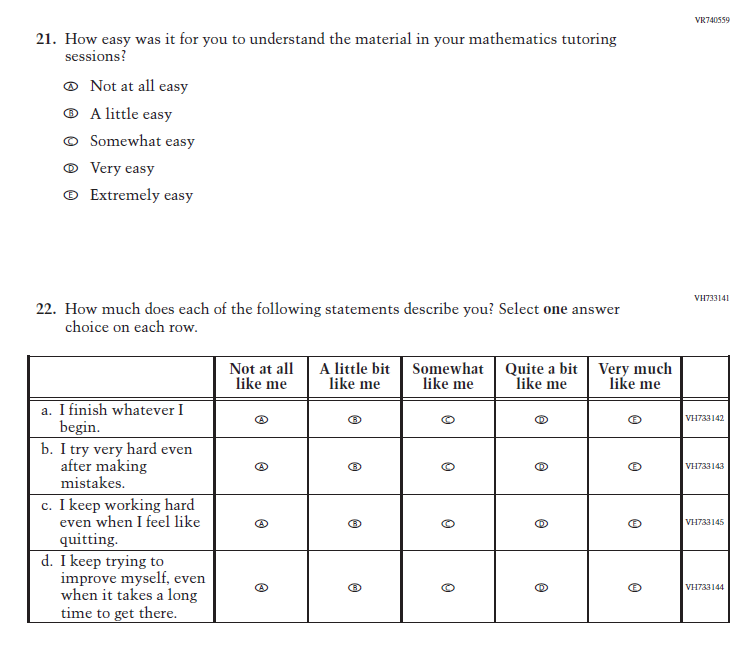 VR740559
21. How easy was it for you to understand the material in your mathematics tutoring
sessions?
Ⓐ Not at all easy
Ⓑ A little easy
Ⓒ Somewhat easy
Ⓓ Very easy
Ⓔ Extremely easy
VH733141
22. How much does each of the following statements describe you? Select one answer
choice on each row.
Not at all like me
A little bit like me
Somewhat like me
Quite a bit like me
Very much like me
a. I finish whatever I
begin.
Ⓐ Ⓑ Ⓒ Ⓓ Ⓔ VH733142
b. I try very hard even
after making
mistakes.
Ⓐ Ⓑ Ⓒ Ⓓ Ⓔ VH733143
c. I keep working hard
even when I feel like
quitting.
Ⓐ Ⓑ Ⓒ Ⓓ Ⓔ VH733145
d. I keep trying to
improve myself, even
when it takes a long
time to get there.
Ⓐ Ⓑ Ⓒ Ⓓ Ⓔ VH733144